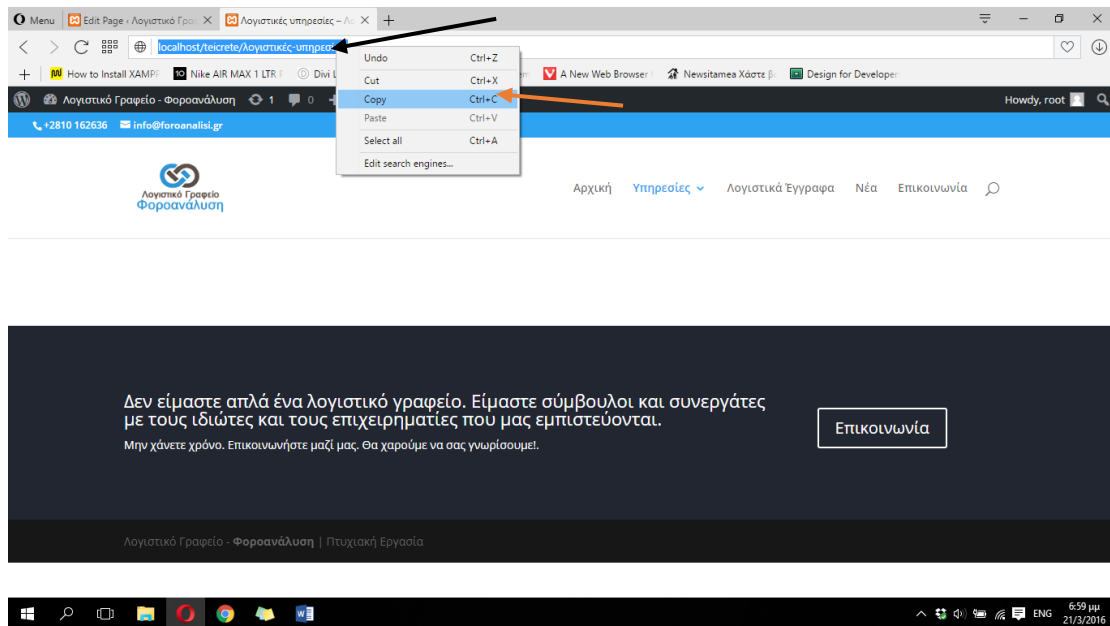 Menu
Edit Page ‹ Λογιστικό Γρα
Λογιστικές υπηρεσίες –
localhost/teicrete/λογιστικές-υπηρεσ
How to Install XAMPP
Nike AIR MAX 1 LTR
Divi
A New Web Browser
Newsitamea Χάστε
Design for Developer
Λογιστικό Γραφείο - Φοροανάλυση
1
0
Howdy, root
+2810 162636
info@foroanalisi.gr
Undo Ctrl+Z
Cut Ctrl+X
Copy Ctrl+C
Paste Ctrl+V
Select all Ctrl+A
Edit search engines...
Λογιστικό Γραφείο
Φοροανάλυση
Αρχική Υπηρεσίες Λογιστικά Έγγραφα Νέα Επικοινωνία
Δεν είμαστε απλά ένα λογιστικό γραφείο. Είμαστε σύμβουλοι και συνεργάτες
με τους ιδιώτες και τους επιχειρηματίες που μας εμπιστεύονται.
Μην χάνετε χρόνο. Επικοινωνήστε μαζί μας. Θα χαρούμε να σας γνωρίσουμε!.
Επικοινωνία
Λογιστικό Γραφείο - Φοροανάλυση | Πτυχιακή Εργασία
ENG
6:59 μμ
21/3/2016